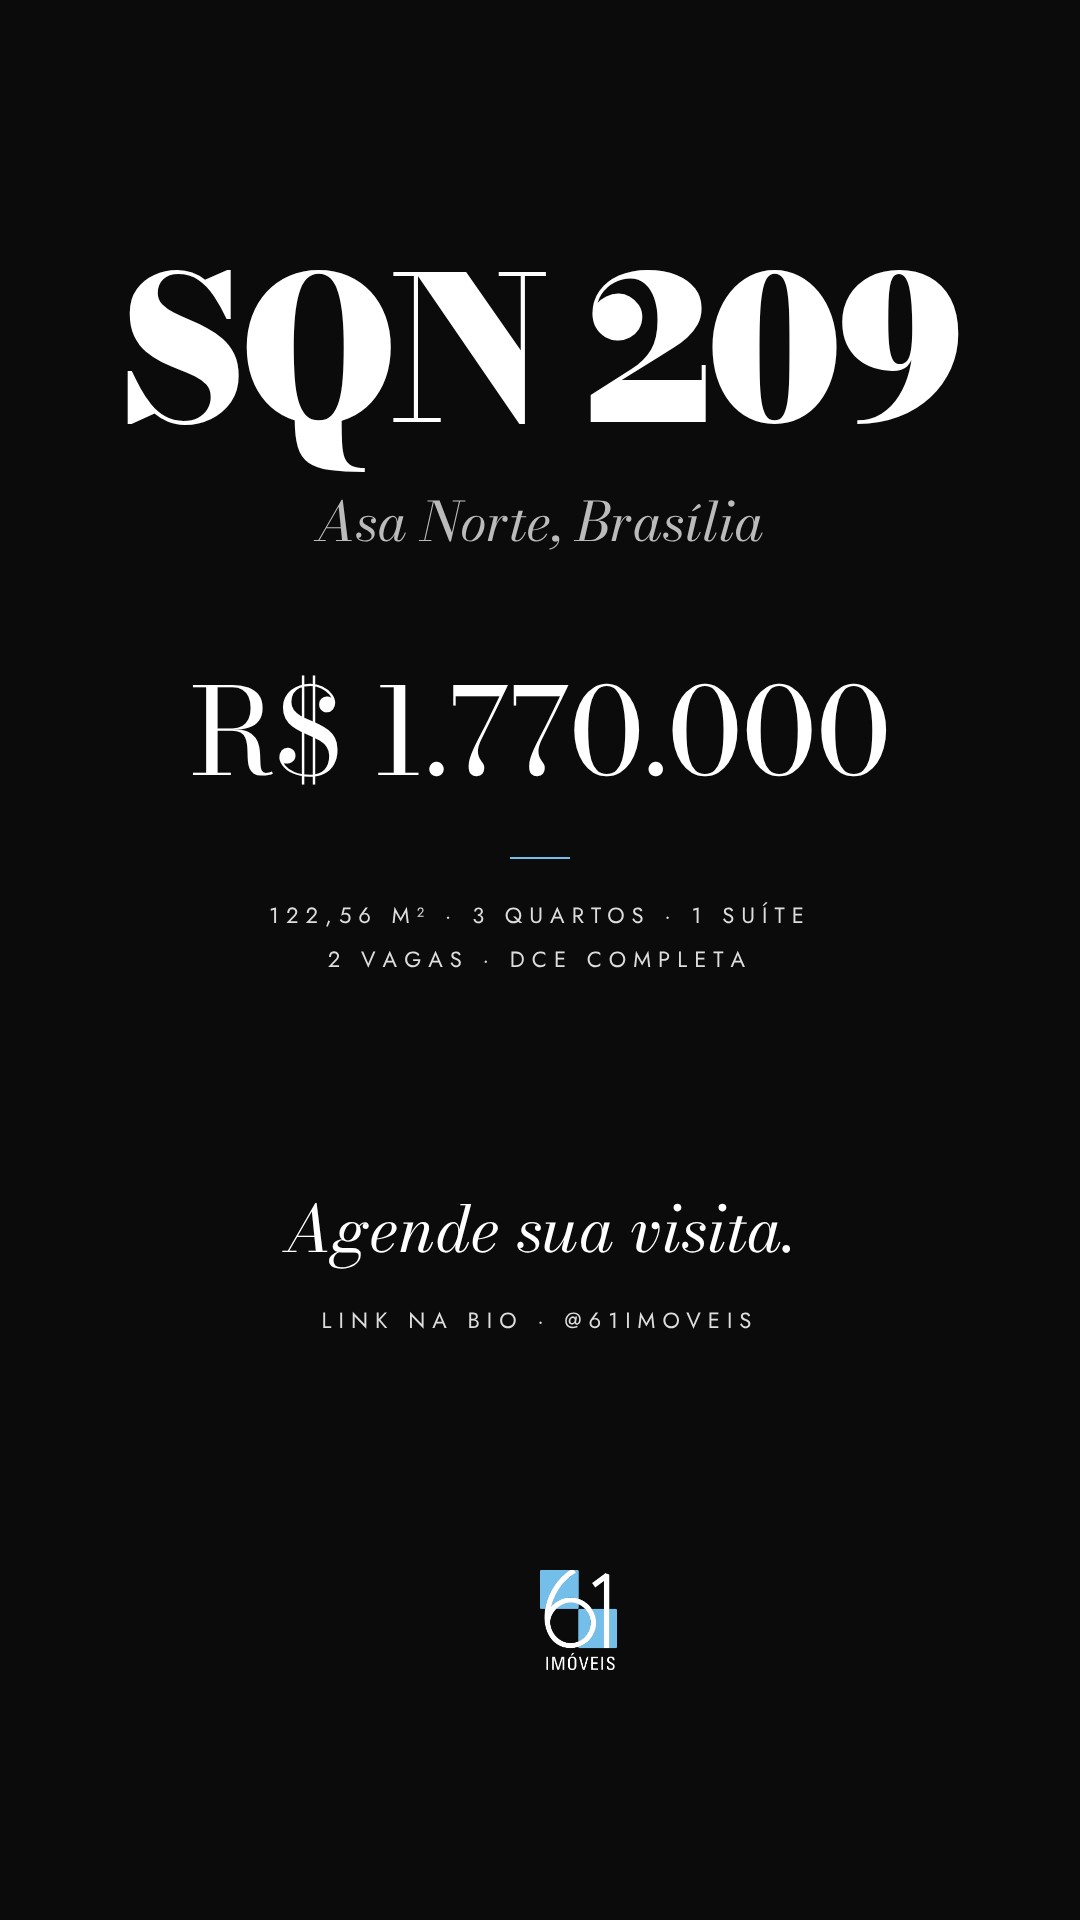 SQN 209
Asa Norte, Brasília
R$ 1.770.000
122,56 M² · 3 QUARTOS · 1 SUÍTE
2 VAGAS · DCE COMPLETA
Agende sua visita.
LINK NA BIO · @61IMOVEIS
61
IMÓVEIS